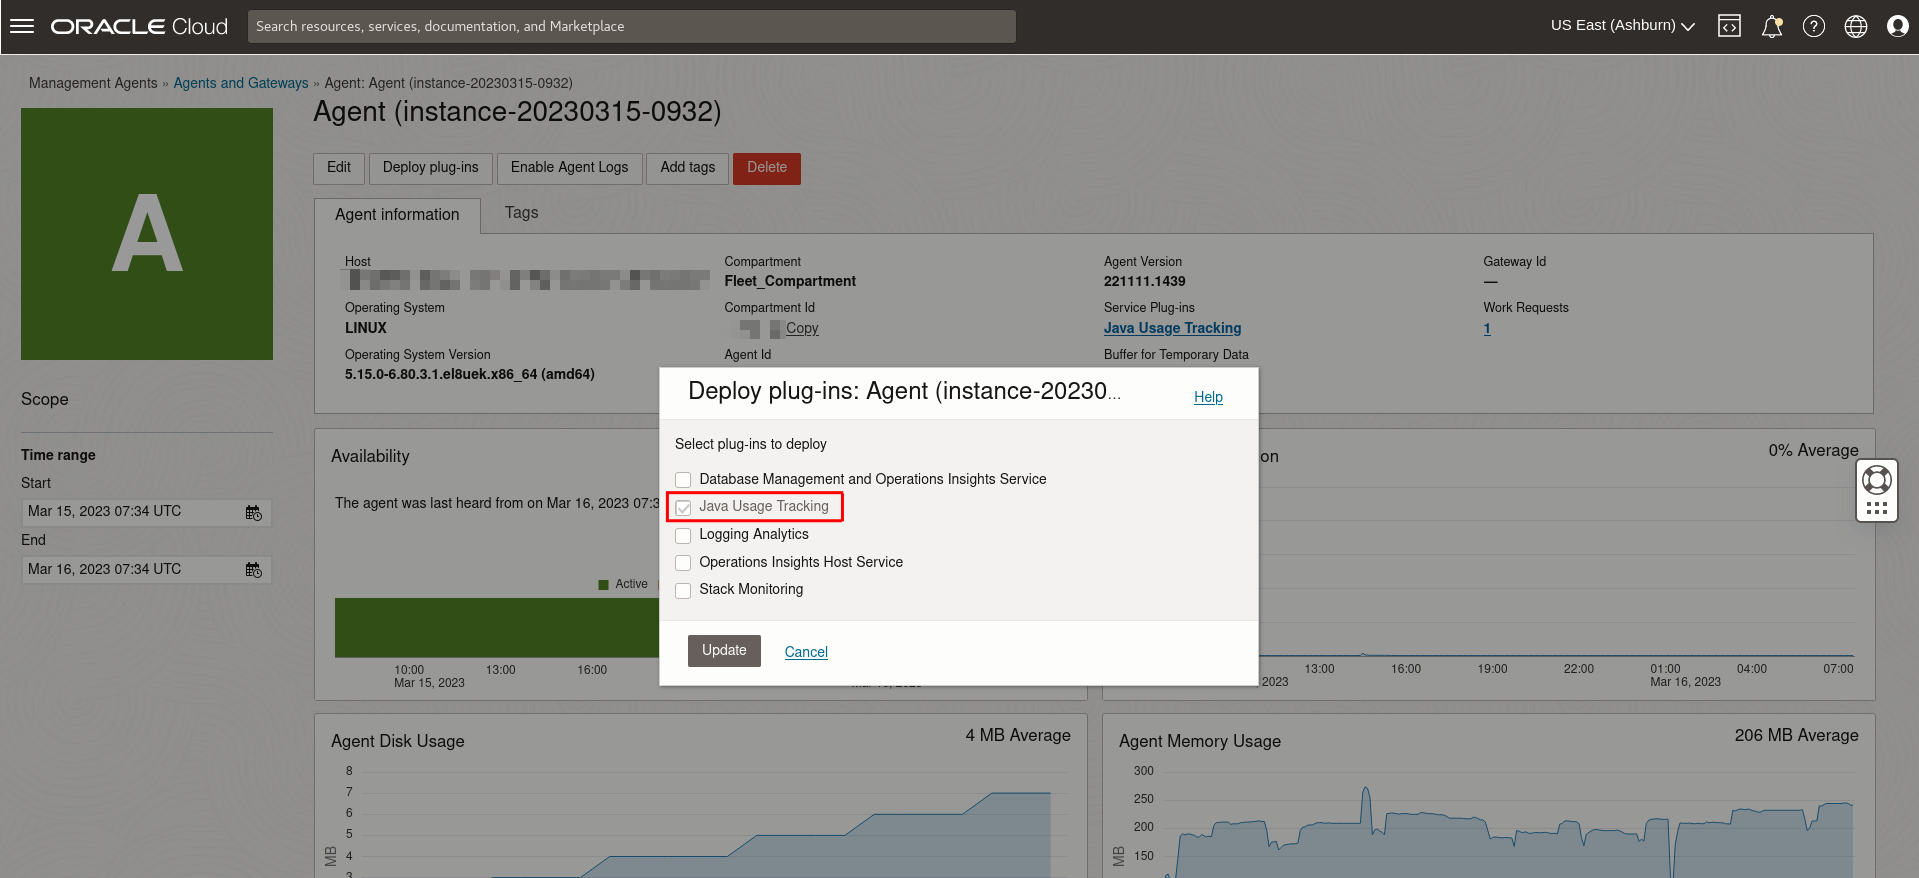 ORACLE Cloud
Search resources, services, documentation, and Marketplace
US East (Ashburn)
Management Agents » Agents and Gateways » Agent: Agent (instance-20230315-0932)
A
Agent (instance-20230315-0932)
Edit
Deploy plug-ins
Enable Agent Logs
Add tags
Delete
Agent information
Tags
Host
Compartment
Fleet_Compartment
Agent Version
221111.1439
Gateway Id
—
Operating System
LINUX
Compartment Id
Copy
Service Plug-ins
Java Usage Tracking
Work Requests
1
Operating System Version
5.15.0-6.80.3.1.el8uek.x86_64 (amd64)
Agent Id
Buffer for Temporary Data
Scope
Time range
Start
Mar 15, 2023 07:34 UTC
End
Mar 16, 2023 07:34 UTC
Deploy plug-ins: Agent (instance-20230...
Help
Select plug-ins to deploy
Database Management and Operations Insights Service
Java Usage Tracking
Logging Analytics
Operations Insights Host Service
Stack Monitoring
Update
Cancel
Availability
The agent was last heard from on Mar 16, 2023 07:3
Active
10:00
13:00
16:00
Mar 15, 2023
on
0% Average
13:00
16:00
19:00
22:00
01:00
04:00
07:00
2023
Mar 16, 2023
Agent Disk Usage
4 MB Average
8
7
6
5
4
3
MB
Agent Memory Usage
206 MB Average
300
250
200
150
MB